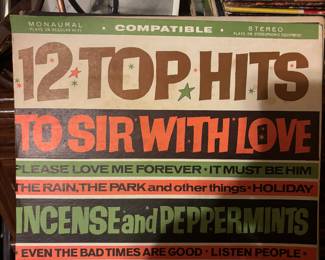 MONAURAL · COMPATIBLE · STEREO
PLAYS ON REGULAR HI-FI PLAYS ON STEREOPHONIC EQUIPMENT
12 TOP HITS
TO SIR WITH LOVE
PLEASE LOVE ME FOREVER • IT MUST BE HIM
THE RAIN, THE PARK and other things • HOLIDAY
INCENSE and PEPPERMINTS
• EVEN THE BAD TIMES ARE GOOD • LISTEN PEOPLE •